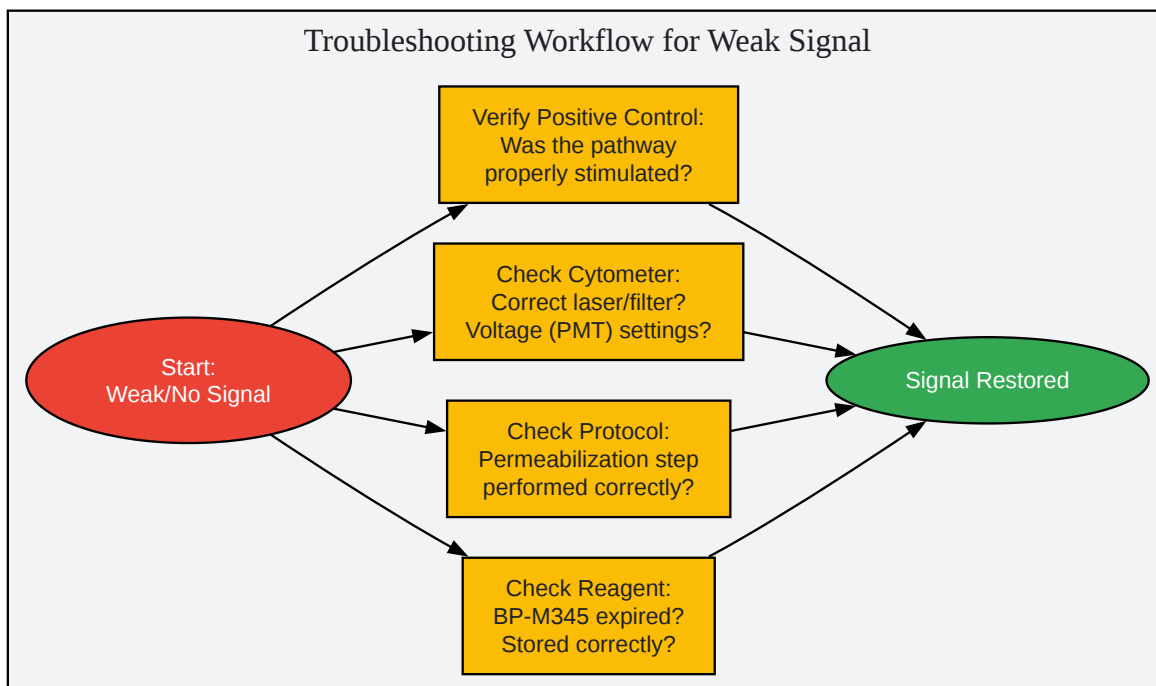 Troubleshooting Workflow for Weak Signal
Verify Positive Control:
Was the pathway
properly stimulated?
Check Cytometer:
Correct laser/filter?
Voltage (PMT) settings?
Start:
Weak/No Signal
Signal Restored
Check Protocol:
Permeabilization step
performed correctly?
Check Reagent:
BP-M345 expired?
Stored correctly?